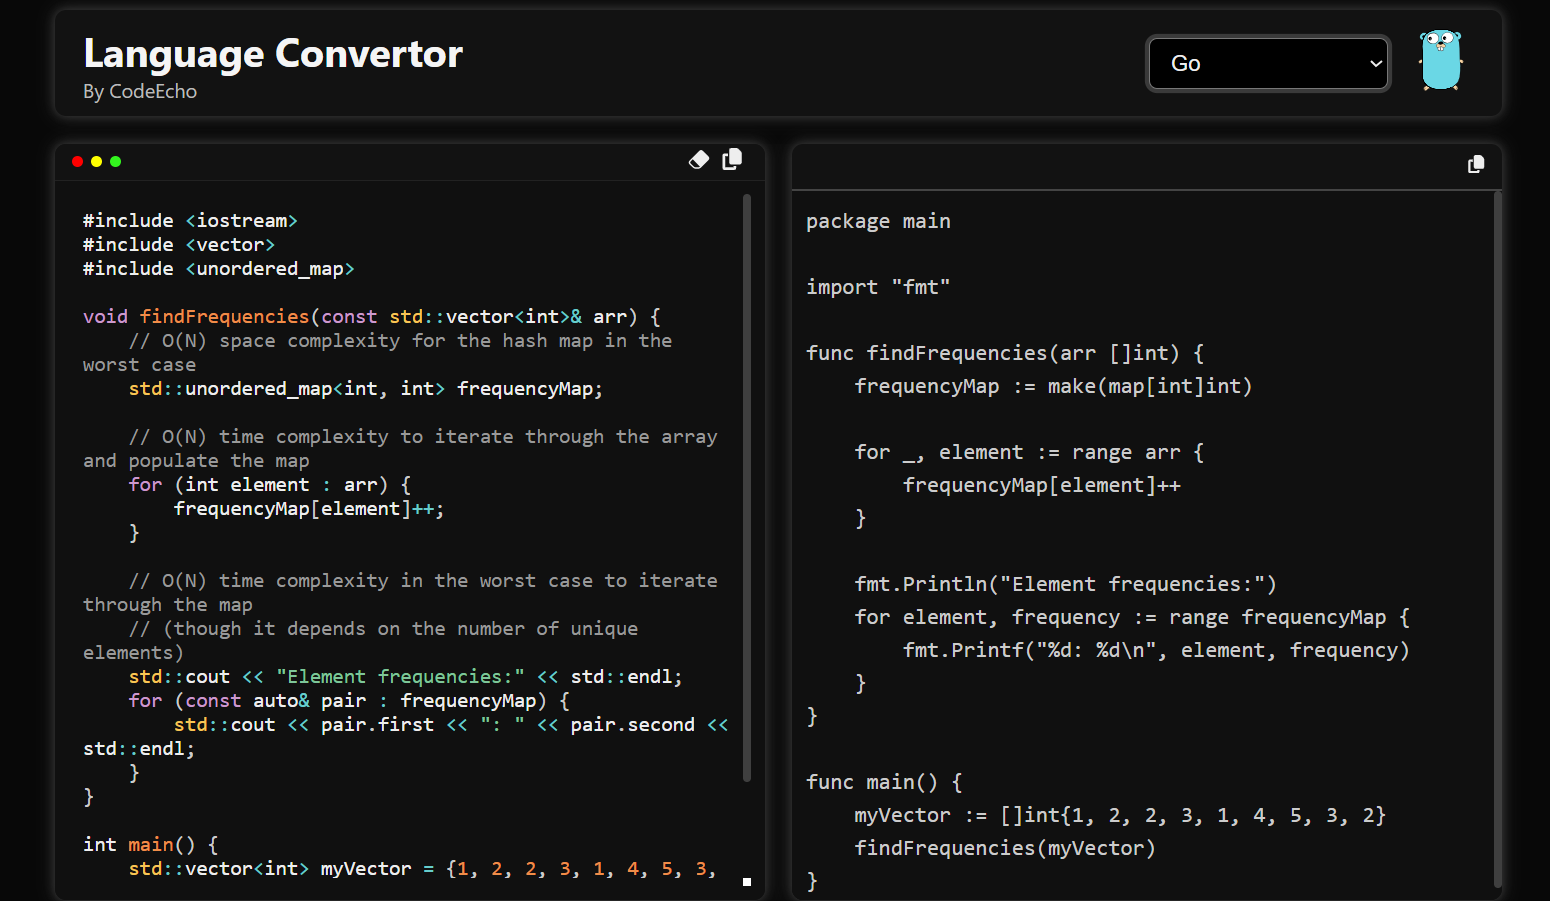 Language Convertor
By CodeEcho
Go
#include <iostream>
#include <vector>
#include <unordered_map>
void findFrequencies(const std::vector<int>& arr) {
    // O(N) space complexity for the hash map in the
worst case
    std::unordered_map<int, int> frequencyMap;
    // O(N) time complexity to iterate through the array
and populate the map
    for (int element : arr) {
        frequencyMap[element]++;
    }
    // O(N) time complexity in the worst case to iterate
through the map
    // (though it depends on the number of unique
elements)
    std::cout << "Element frequencies:" << std::endl;
    for (const auto& pair : frequencyMap) {
        std::cout << pair.first << ": " << pair.second <<
std::endl;
    }
}
int main() {
    std::vector<int> myVector = {1, 2, 2, 3, 1, 4, 5, 3,
package main
import "fmt"
func findFrequencies(arr []int) {
    frequencyMap := make(map[int]int)
    for _, element := range arr {
        frequencyMap[element]++
    }
    fmt.Println("Element frequencies:")
    for element, frequency := range frequencyMap {
        fmt.Printf("%d: %d\n", element, frequency)
    }
}
func main() {
    myVector := []int{1, 2, 2, 3, 1, 4, 5, 3, 2}
    findFrequencies(myVector)
}